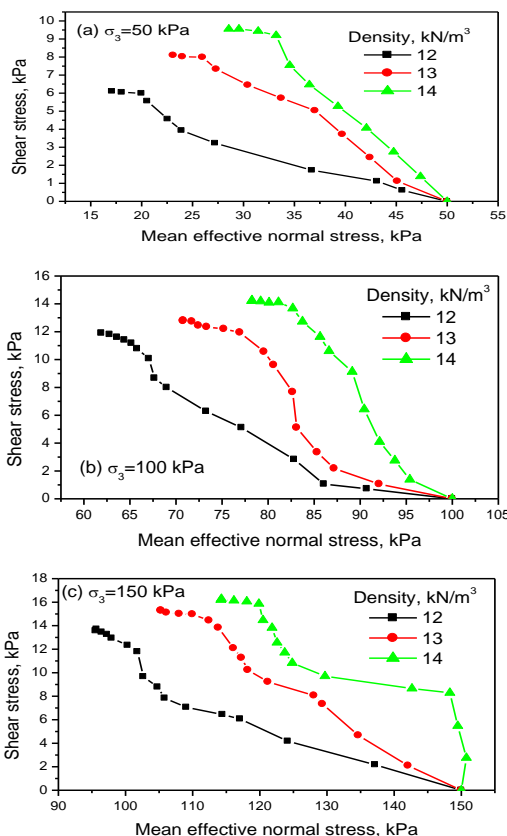 (a) σ3=50 kPa
Density, kN/m3
12
13
14
Shear stress, kPa
10
9
8
7
6
5
4
3
2
1
0
15 20 25 30 35 40 45 50 55
Mean effective normal stress, kPa
(b) σ3=100 kPa
Density, kN/m3
12
13
14
Shear stress, kPa
16
14
12
10
8
6
4
2
0
60 65 70 75 80 85 90 95 100 105
Mean effective normal stress, kPa
(c) σ3=150 kPa
Density, kN/m3
12
13
14
Shear stress, kPa
18
16
14
12
10
8
6
4
2
0
90 100 110 120 130 140 150
Mean effective normal stress, kPa